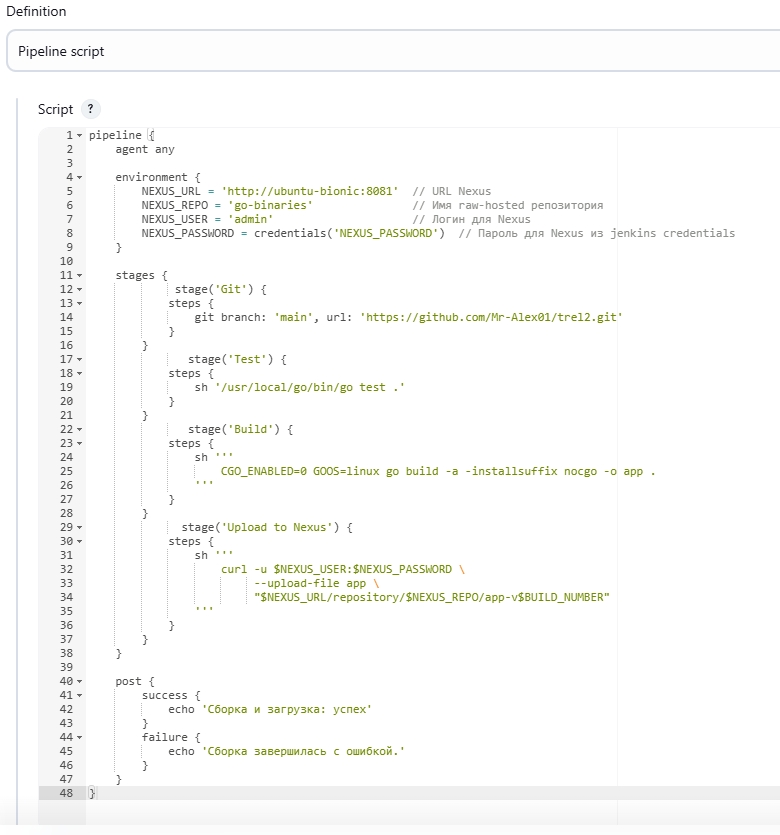 Definition
Pipeline script
Script ?
1 pipeline {
2 agent any
3
4 environment {
5 NEXUS_URL = 'http://ubuntu-bionic:8081' // URL Nexus
6 NEXUS_REPO = 'go-binaries' // Имя raw-hosted репозитория
7 NEXUS_USER = 'admin' // Логин для Nexus
8 NEXUS_PASSWORD = credentials('NEXUS_PASSWORD') // Пароль для Nexus из jenkins credentials
9 }
10
11 stages {
12 stage('Git') {
13 steps {
14 git branch: 'main', url: 'https://github.com/Mr-Alex01/trel2.git'
15 }
16 }
17 stage('Test') {
18 steps {
19 sh '/usr/local/go/bin/go test .'
20 }
21 }
22 stage('Build') {
23 steps {
24 sh '''
25 CGO_ENABLED=0 GOOS=linux go build -a -installsuffix nocgo -o app .
26 '''
27 }
28 }
29 stage('Upload to Nexus') {
30 steps {
31 sh '''
32 curl -u $NEXUS_USER:$NEXUS_PASSWORD \
33 --upload-file app \
34 "$NEXUS_URL/repository/$NEXUS_REPO/app-v$BUILD_NUMBER"
35 '''
36 }
37 }
38 }
39
40 post {
41 success {
42 echo 'Сборка и загрузка: успех'
43 }
44 failure {
45 echo 'Сборка завершилась с ошибкой.'
46 }
47 }
48 }